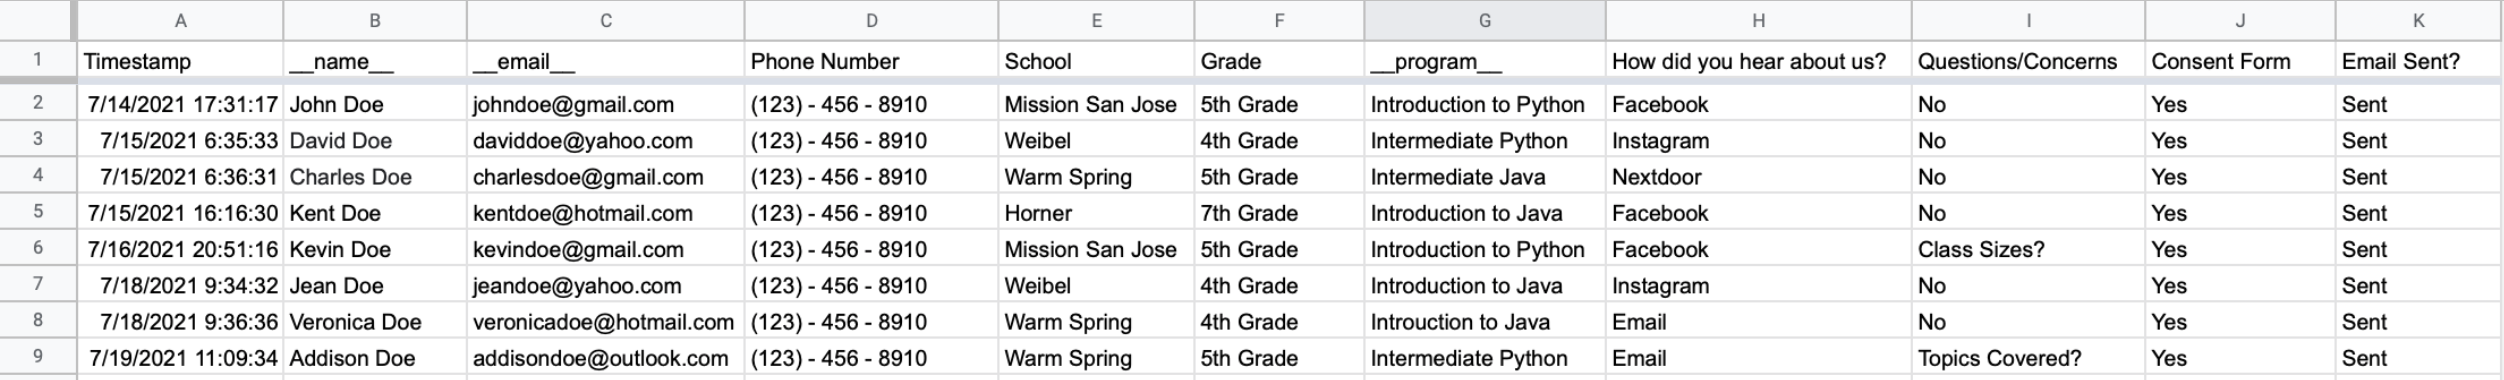 A B C D E F G H I J K
1 Timestamp __name__ __email__ Phone Number School Grade __program__ How did you hear about us? Questions/Concerns Consent Form Email Sent?
2 7/14/2021 17:31:17 John Doe johndoe@gmail.com (123) - 456 - 8910 Mission San Jose 5th Grade Introduction to Python Facebook No Yes Sent
3 7/15/2021 6:35:33 David Doe daviddoe@yahoo.com (123) - 456 - 8910 Weibel 4th Grade Intermediate Python Instagram No Yes Sent
4 7/15/2021 6:36:31 Charles Doe charlesdoe@gmail.com (123) - 456 - 8910 Warm Spring 5th Grade Intermediate Java Nextdoor No Yes Sent
5 7/15/2021 16:16:30 Kent Doe kentdoe@hotmail.com (123) - 456 - 8910 Horner 7th Grade Introduction to Java Facebook No Yes Sent
6 7/16/2021 20:51:16 Kevin Doe kevindoe@gmail.com (123) - 456 - 8910 Mission San Jose 5th Grade Introduction to Python Facebook Class Sizes? Yes Sent
7 7/18/2021 9:34:32 Jean Doe jeandoe@yahoo.com (123) - 456 - 8910 Weibel 4th Grade Introduction to Java Instagram No Yes Sent
8 7/18/2021 9:36:36 Veronica Doe veronicadoe@hotmail.com (123) - 456 - 8910 Warm Spring 4th Grade Introuction to Java Email No Yes Sent
9 7/19/2021 11:09:34 Addison Doe addisondoe@outlook.com (123) - 456 - 8910 Warm Spring 5th Grade Intermediate Python Email Topics Covered? Yes Sent